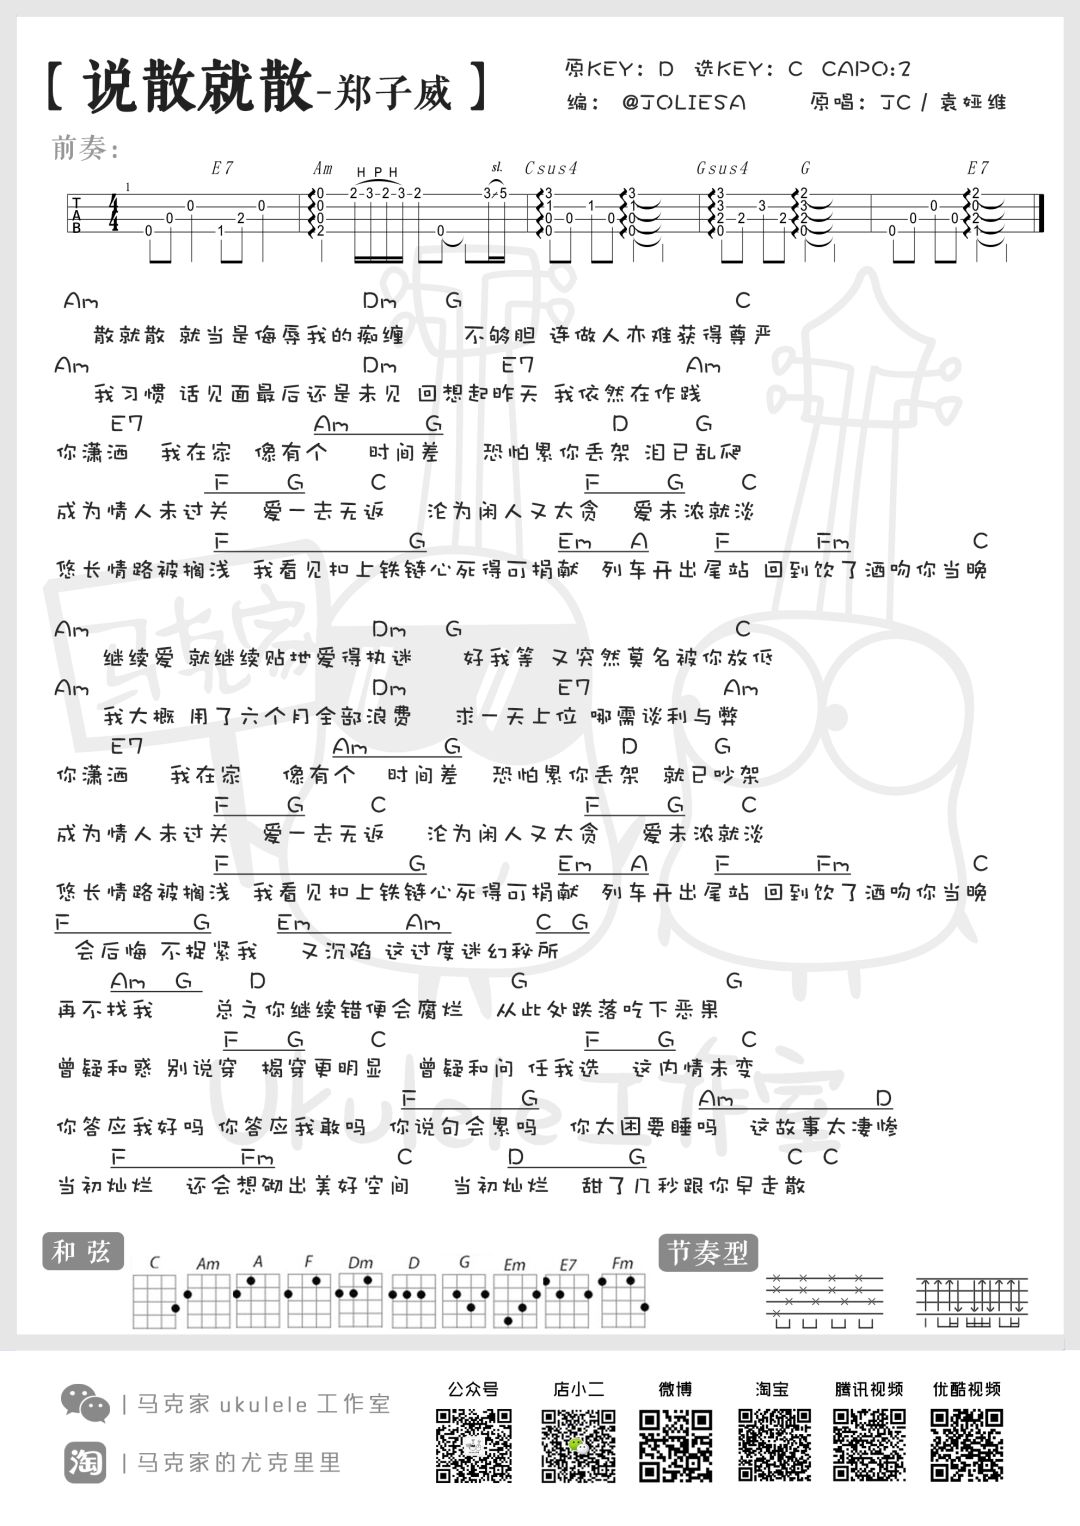 【说散就散-郑子威】
原KEY: D 选KEY: C CAPO:2
编: @JOLIESA 原唱: JC / 袁娅维
前奏:
E7 Am H P H Csus4 sl. Gsus4 G E7
Am Dm G C
散就散 就当是侮辱我的痴缠 不够胆 连做人亦难获得尊严
Am Dm E7 Am
我习惯 话见面最后还是未见 回想起昨天 我依然在作践
E7 Am G D G
你潇洒 我在家 像有个 时间差 恐怕累你丢架 泪已乱爬
F G C F G C
成为情人未过关 爱一去无返 沦为闲人又太贪 爱未浓就淡
F G Em A F Fm C
悠长情路被搁浅 我看见扣上铁链心死得可捐献 列车开出尾站 回到饮了酒吻你当晚
Am Dm G C
继续爱 就继续贴地爱得执迷 好我等 又突然莫名被你放低
Am Dm E7 Am
我大概 用了六个月全部浪费 求一天上位 哪需谈利与弊
E7 Am G D G
你潇洒 我在家 像有个 时间差 恐怕累你丢架 就已吵架
F G C F G C
成为情人未过关 爱一去无返 沦为闲人又太贪 爱未浓就淡
F G Em A F Fm C
悠长情路被搁浅 我看见扣上铁链心死得可捐献 列车开出尾站 回到饮了酒吻你当晚
F G Em Am C G
会后悔 不捉紧我 又沉陷 这过度迷幻秘所
Am G D G G
再不找我 总之你继续错便会腐烂 从此处跌落吃下恶果
F G C F G C
曾疑和惑 别说穿 揭穿更明显 曾疑和问 任我选 这内情未变
F G Am D
你答应我好吗 你答应我敢吗 你说句会累吗 你太困要睡吗 这故事太凄惨
F Fm C D G C C
当初灿烂 还会想砌出美好空间 当初灿烂 甜了几秒跟你早走散
马克家
Ukulele工作室
和弦 C Am A F Dm D G Em E7 Fm 节奏型
马克家ukulele工作室
马克家的尤克里里
公众号 店小二 微博 淘宝 腾讯视频 优酷视频
淘